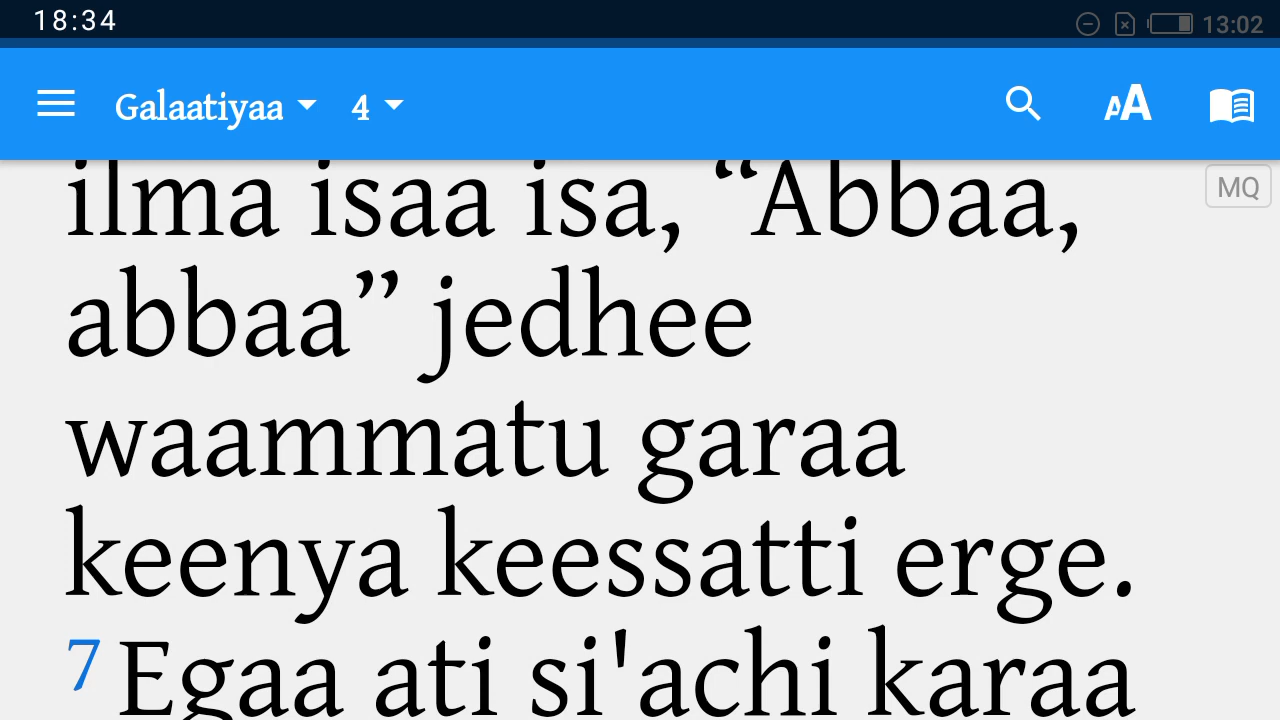 18:34
13:02
Galaatiyaa 4
AA
MQ
ilma isaa isa, “Abbaa,
abbaa” jedhee
waammatu garaa
keenya keessatti erge.
7 Egaa ati si'achi karaa